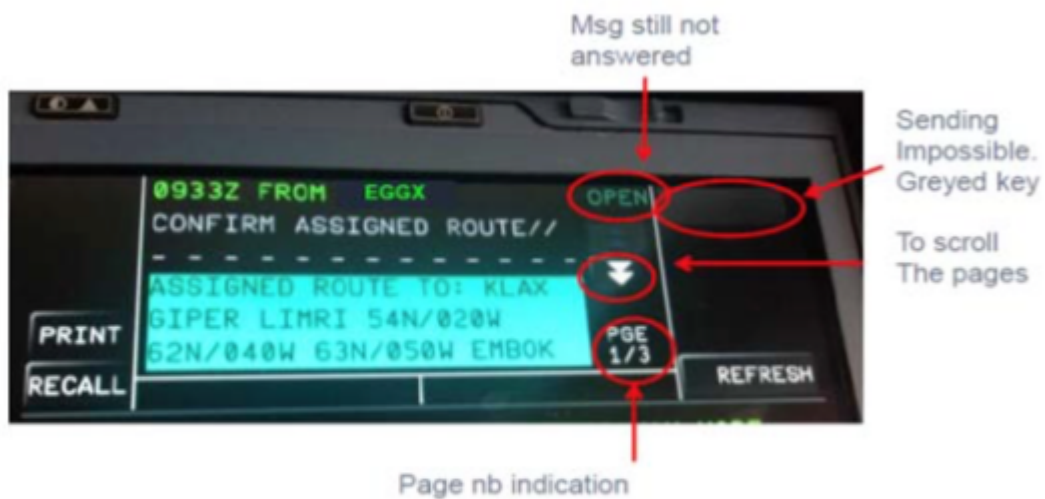 Msg still not
answered
Sending
Impossible.
Greyed key
To scroll
The pages
0933Z FROM EGGX OPEN
CONFIRM ASSIGNED ROUTE//
- - - - - - - - - - - - - -
ASSIGNED ROUTE TO: KLAX
GIPER LIMRI 54N/020W
62N/040W 63N/050W EMBOK
PGE
1/3
PRINT
RECALL
REFRESH
Page nb indication